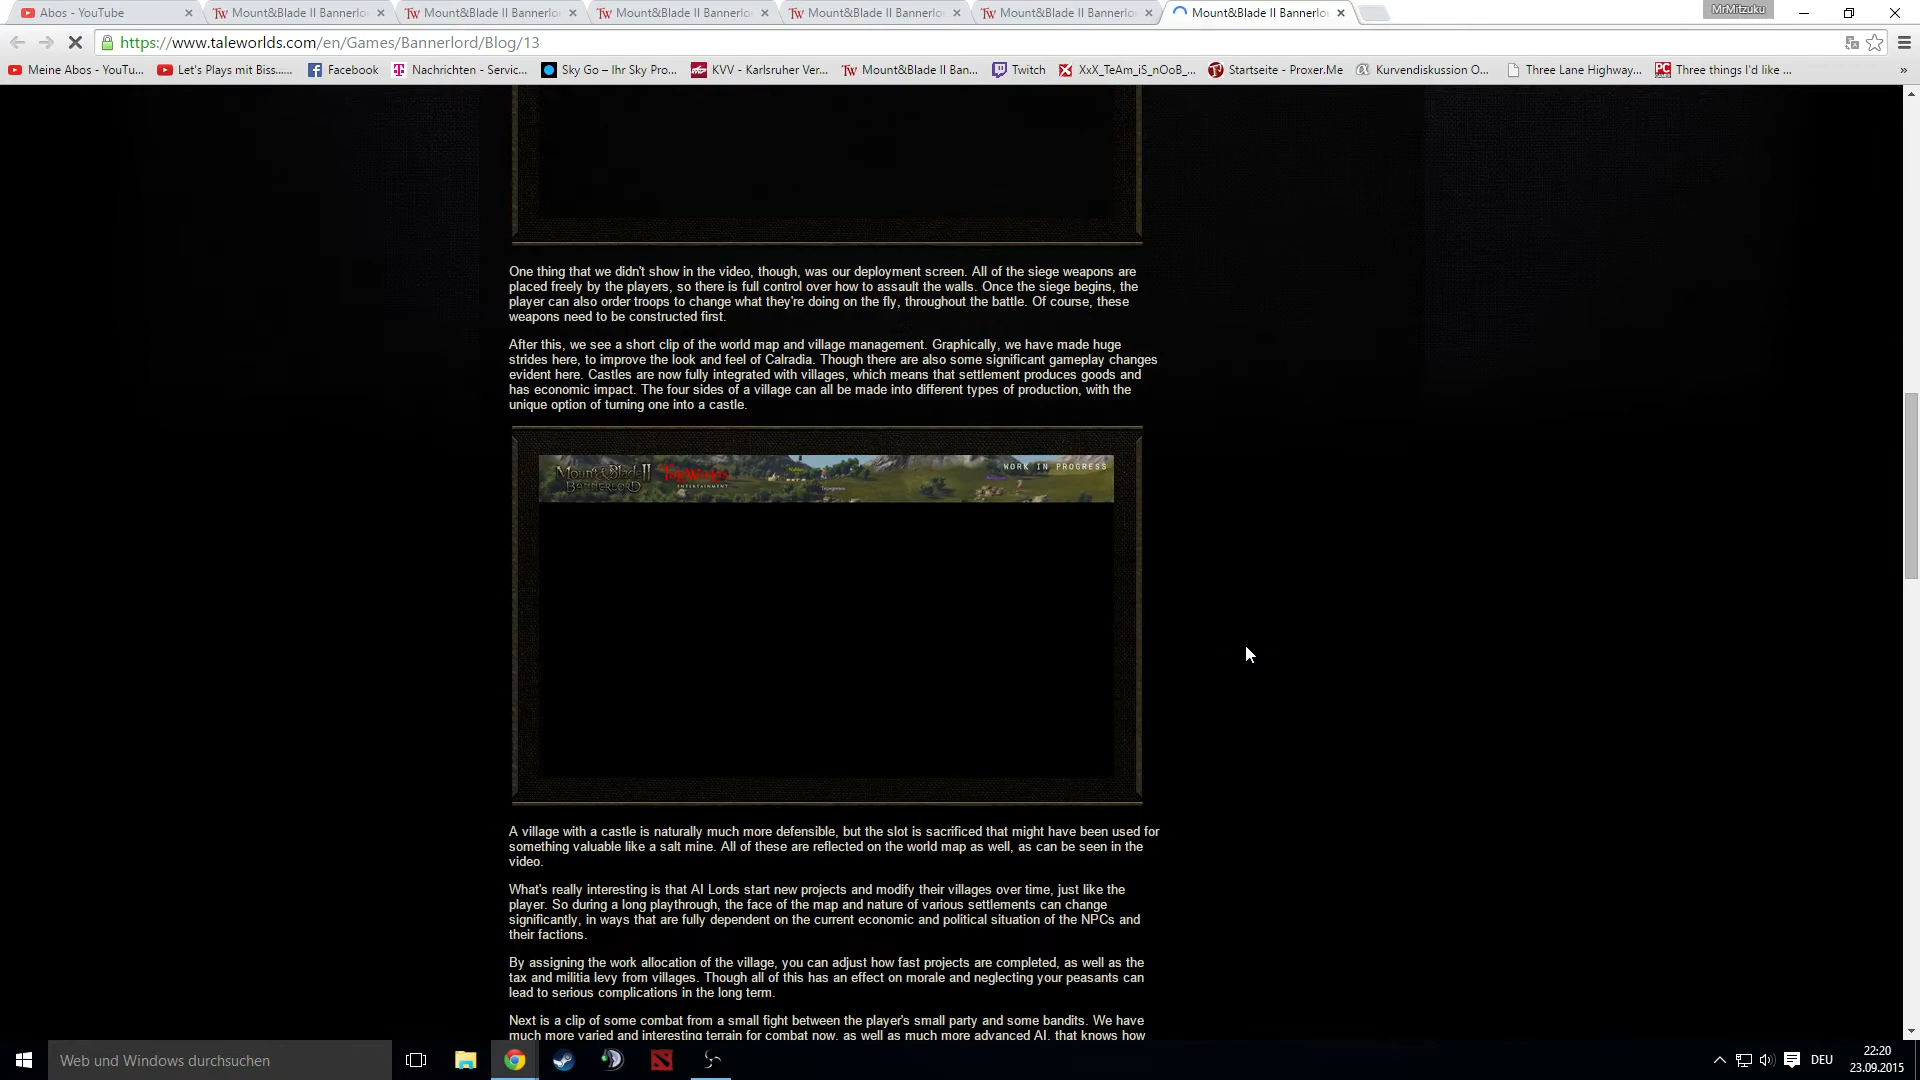 Abos - YouTube
Mount&Blade II Bannerlo
Mount&Blade II Bannerlo
Mount&Blade II Bannerlo
Mount&Blade II Bannerlo
Mount&Blade II Bannerlo
Mount&Blade II Bannerlo
MrMitzuku
https://www.taleworlds.com/en/Games/Bannerlord/Blog/13
Meine Abos - YouTu...
Let's Plays mit Biss.....
Facebook
Nachrichten - Servic...
Sky Go – Ihr Sky Pro...
KVV - Karlsruher Ver...
Mount&Blade II Ban...
Twitch
XxX_TeAm_iS_nOoB_...
Startseite - Proxer.Me
Kurvendiskussion O...
Three Lane Highway,...
Three things I'd like ...
One thing that we didn't show in the video, though, was our deployment screen. All of the siege weapons are
placed freely by the players, so there is full control over how to assault the walls. Once the siege begins, the
player can also order troops to change what they're doing on the fly, throughout the battle. Of course, these
weapons need to be constructed first.
After this, we see a short clip of the world map and village management. Graphically, we have made huge
strides here, to improve the look and feel of Calradia. Though there are also some significant gameplay changes
evident here. Castles are now fully integrated with villages, which means that settlement produces goods and
has economic impact. The four sides of a village can all be made into different types of production, with the
unique option of turning one into a castle.
Mount&Blade II
BANNERLORD
TaleWorlds
ENTERTAINMENT
WORK IN PROGRESS
A village with a castle is naturally much more defensible, but the slot is sacrificed that might have been used for
something valuable like a salt mine. All of these are reflected on the world map as well, as can be seen in the
video.
What's really interesting is that AI Lords start new projects and modify their villages over time, just like the
player. So during a long playthrough, the face of the map and nature of various settlements can change
significantly, in ways that are fully dependent on the current economic and political situation of the NPCs and
their factions.
By assigning the work allocation of the village, you can adjust how fast projects are completed, as well as the
tax and militia levy from villages. Though all of this has an effect on morale and neglecting your peasants can
lead to serious complications in the long term.
Next is a clip of some combat from a small fight between the player's small party and some bandits. We have
much more varied and interesting terrain for combat now, as well as much more advanced AI, that knows how
Web und Windows durchsuchen
DEU
22:20
23.09.2015